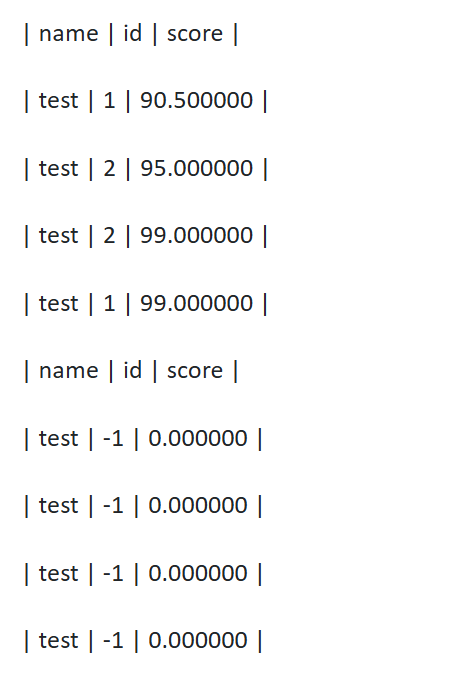 | name | id | score |
| test | 1 | 90.500000 |
| test | 2 | 95.000000 |
| test | 2 | 99.000000 |
| test | 1 | 99.000000 |
| name | id | score |
| test | -1 | 0.000000 |
| test | -1 | 0.000000 |
| test | -1 | 0.000000 |
| test | -1 | 0.000000 |